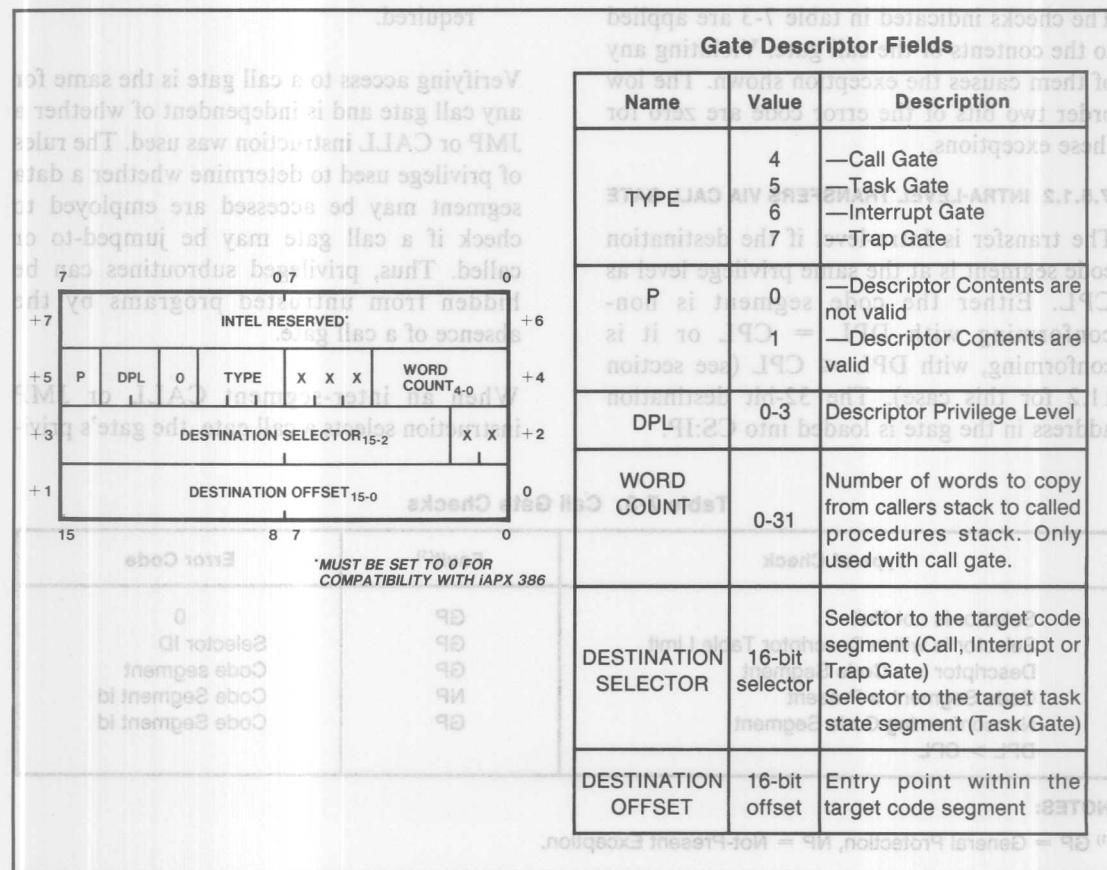 7 0 7 0
+7 INTEL RESERVED* +6
+5 P DPL 0 TYPE X X X WORD COUNT4-0 +4
+3 DESTINATION SELECTOR15-2 X X +2
+1 DESTINATION OFFSET15-0 0
15 8 7 0
*MUST BE SET TO 0 FOR
COMPATIBILITY WITH iAPX 386
Gate Descriptor Fields
Name Value Description
TYPE
4 —Call Gate
5 —Task Gate
6 —Interrupt Gate
7 —Trap Gate
P
0 —Descriptor Contents are
not valid
1 —Descriptor Contents are
valid
DPL 0-3 Descriptor Privilege Level
WORD
COUNT
0-31
Number of words to copy
from callers stack to called
procedures stack. Only
used with call gate.
DESTINATION
SELECTOR
16-bit
selector
Selector to the target code
segment (Call, Interrupt or
Trap Gate)
Selector to the target task
state segment (Task Gate)
DESTINATION
OFFSET
16-bit
offset
Entry point within the
target code segment